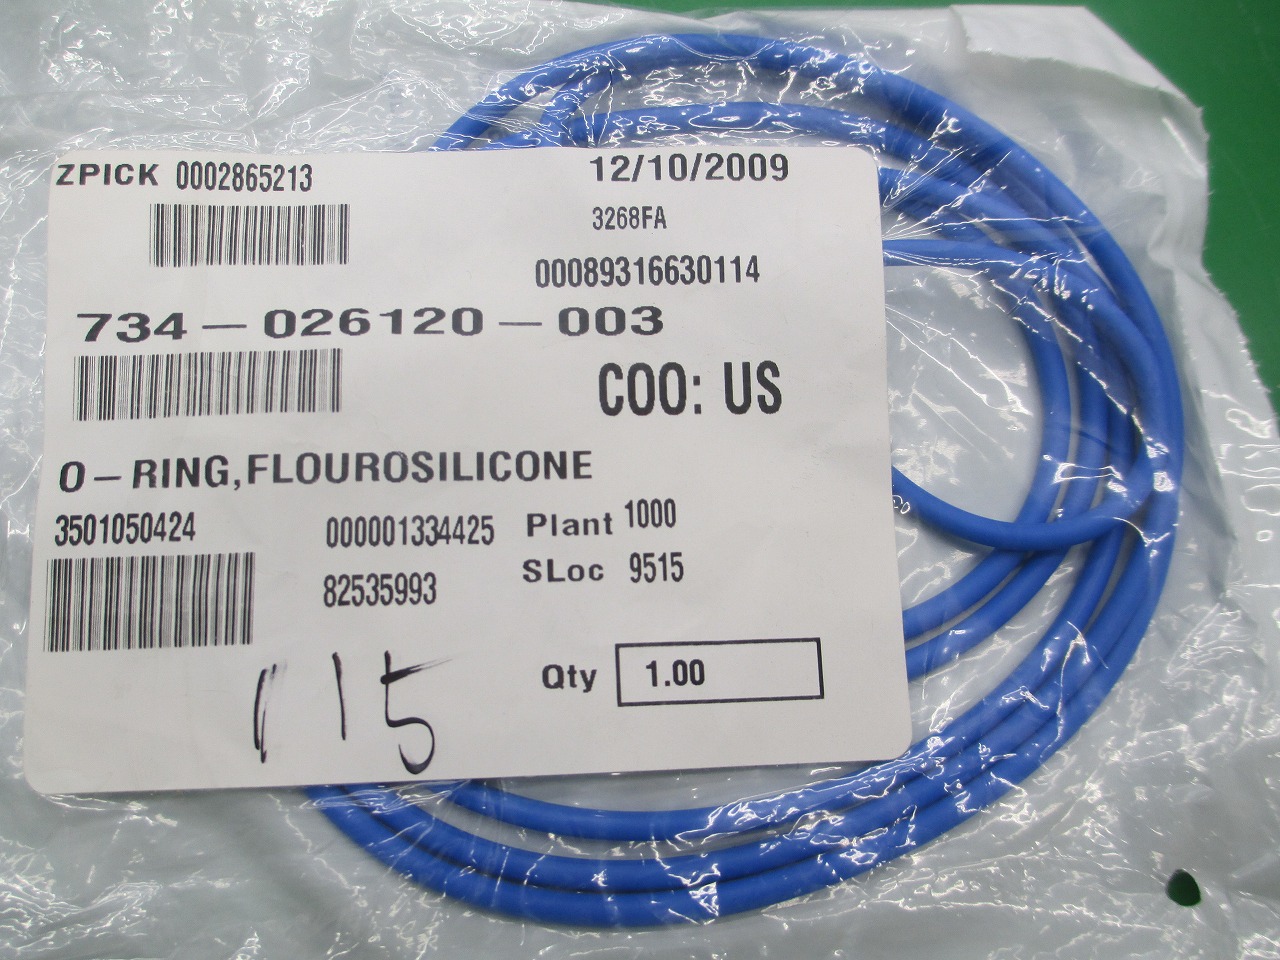 ZPICK 0002865213
12/10/2009
3268FA
00089316630114
734-026120-003
COO: US
O-RING,FLOUROSILICONE
3501050424 000001334425 Plant 1000
82535993 SLoc 9515
Qty 1.00
115